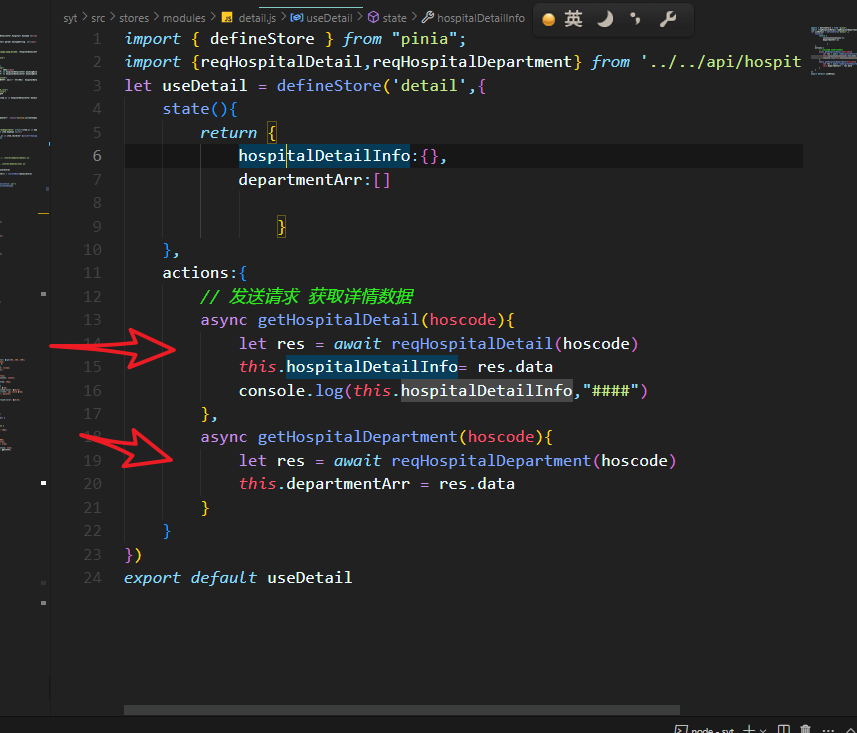 syt > src > stores > modules > detail.js > useDetail > state > hospitalDetailInfo
英
1 import { defineStore } from "pinia";
2 import {reqHospitalDetail,reqHospitalDepartment} from '../../api/hospit
3 let useDetail = defineStore('detail',{
4 state(){
5 return {
6 hospitalDetailInfo:{},
7 departmentArr:[]
8
9 }
10 },
11 actions:{
12 // 发送请求 获取详情数据
13 async getHospitalDetail(hoscode){
14 let res = await reqHospitalDetail(hoscode)
15 this.hospitalDetailInfo= res.data
16 console.log(this.hospitalDetailInfo,"####")
17 },
18 async getHospitalDepartment(hoscode){
19 let res = await reqHospitalDepartment(hoscode)
20 this.departmentArr = res.data
21 }
22 }
23 })
24 export default useDetail
node - syt